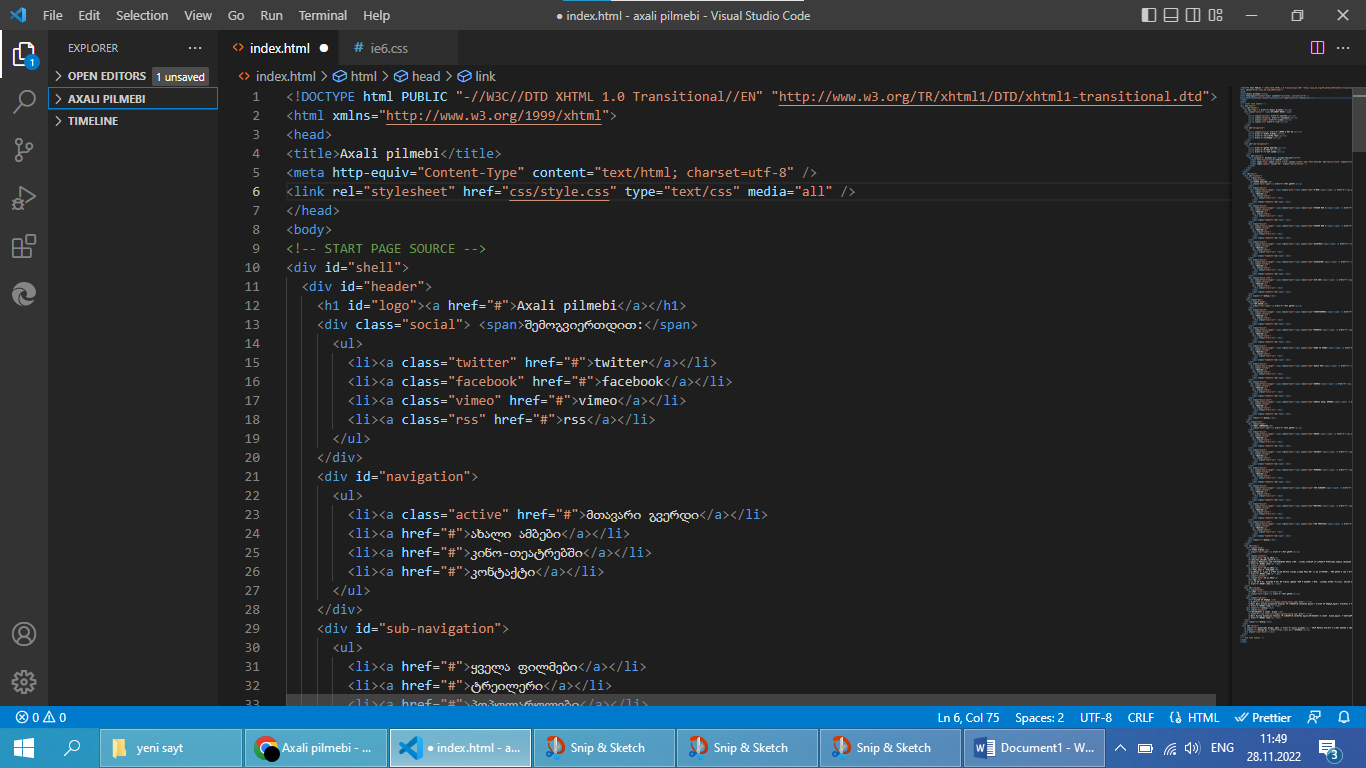 File Edit Selection View Go Run Terminal Help
● index.html - axali pilmebi - Visual Studio Code
EXPLORER
index.html
# ie6.css
OPEN EDITORS 1 unsaved
AXALI PILMEBI
TIMELINE
index.html > html > head > link
1 <!DOCTYPE html PUBLIC "-//W3C//DTD XHTML 1.0 Transitional//EN" "http://www.w3.org/TR/xhtml1/DTD/xhtml1-transitional.dtd">
2 <html xmlns="http://www.w3.org/1999/xhtml">
3 <head>
4 <title>Axali pilmebi</title>
5 <meta http-equiv="Content-Type" content="text/html; charset=utf-8" />
6 <link rel="stylesheet" href="css/style.css" type="text/css" media="all" />
7 </head>
8 <body>
9 <!-- START PAGE SOURCE -->
10 <div id="shell">
11 <div id="header">
12 <h1 id="logo"><a href="#">Axali pilmebi</a></h1>
13 <div class="social"> <span>შემოგვიერთდით:</span>
14 <ul>
15 <li><a class="twitter" href="#">twitter</a></li>
16 <li><a class="facebook" href="#">facebook</a></li>
17 <li><a class="vimeo" href="#">vimeo</a></li>
18 <li><a class="rss" href="#">rss</a></li>
19 </ul>
20 </div>
21 <div id="navigation">
22 <ul>
23 <li><a class="active" href="#">მთავარი გვერდი</a></li>
24 <li><a href="#">ახალი ამბები</a></li>
25 <li><a href="#">კინო-თეატრებში</a></li>
26 <li><a href="#">კონტაქტი</a></li>
27 </ul>
28 </div>
29 <div id="sub-navigation">
30 <ul>
31 <li><a href="#">ყველა ფილმები</a></li>
32 <li><a href="#">ტრეილერი</a></li>
33 <li><a href="#">პოპულარულები</a></li>
0 0
Ln 6, Col 75 Spaces: 2 UTF-8 CRLF HTML Prettier
yeni sayt
Axali pilmebi - ...
● index.html - a...
Snip & Sketch
Snip & Sketch
Snip & Sketch
Document1 - W...
ENG
11:49
28.11.2022
3
1